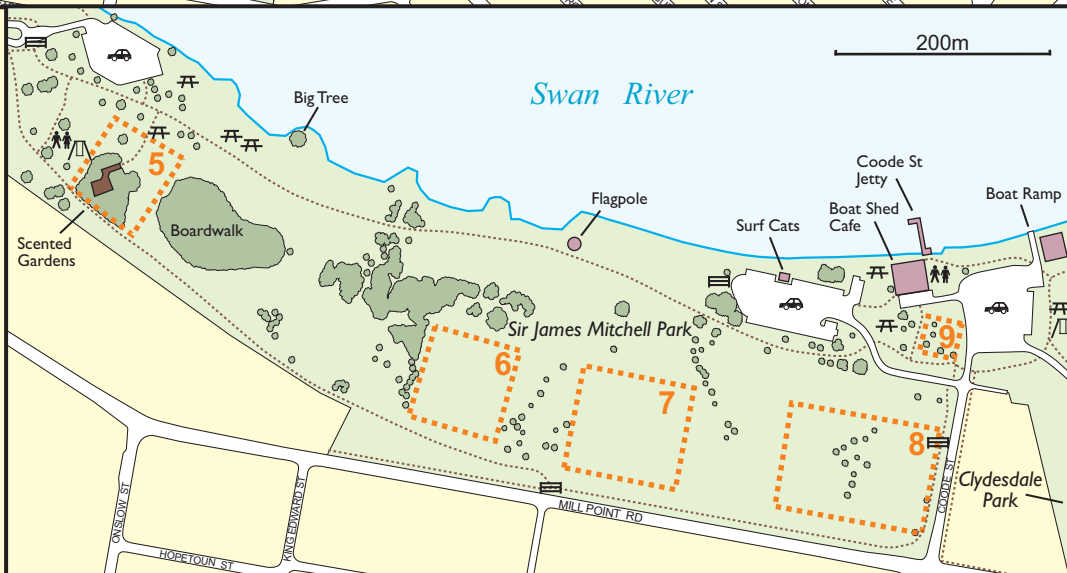 200m
Swan River
Big Tree
5
Scented
Gardens
Boardwalk
Flagpole
Coode St
Jetty
Boat Shed
Cafe
Boat Ramp
Surf Cats
Sir James Mitchell Park
6
7
8
9
Clydesdale
Park
COODE ST
MILL POINT RD
ONSLOW ST
KING EDWARD ST
HOPETOUN ST